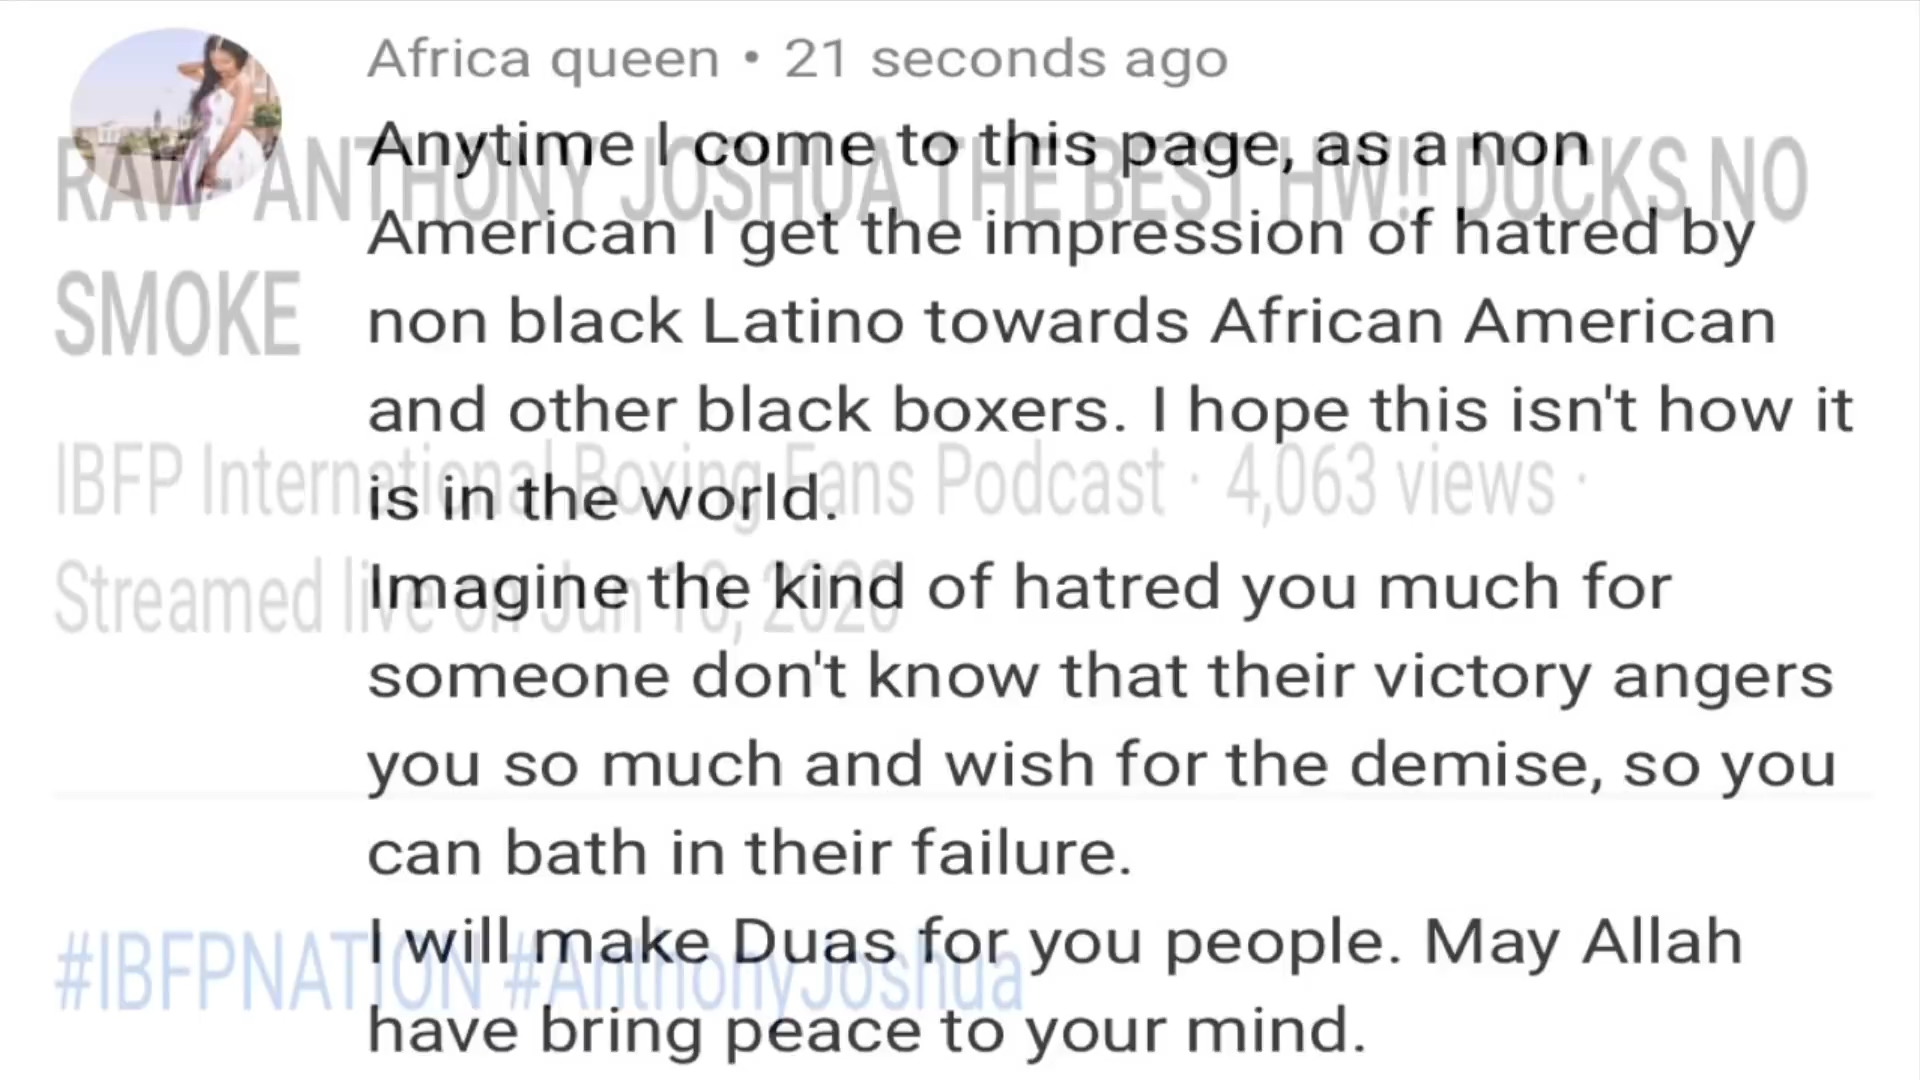 Africa queen • 21 seconds ago
Anytime I come to this page, as a non
American I get the impression of hatred by
non black Latino towards African American
and other black boxers. I hope this isn't how it
is in the world.
Imagine the kind of hatred you much for
someone don't know that their victory angers
you so much and wish for the demise, so you
can bath in their failure.
I will make Duas for you people. May Allah
have bring peace to your mind.
RAW- ANTHONY JOSHUA THE BEST HW!! DUCKS NO
SMOKE
IBFP International Boxing Fans Podcast · 4,063 views ·
Streamed live on Jun 10, 2020
#IBFPNATION #AnthonyJoshua